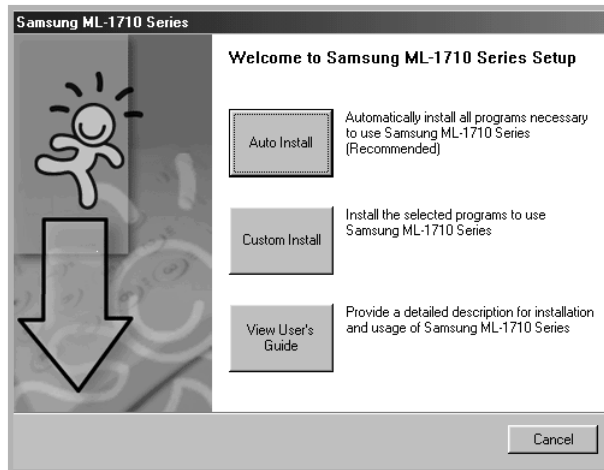 Samsung ML-1710 Series
Welcome to Samsung ML-1710 Series Setup
Auto Install
Automatically install all programs necessary
to use Samsung ML-1710 Series
(Recommended)
Custom Install
Install the selected programs to use
Samsung ML-1710 Series
View User's
Guide
Provide a detailed description for installation
and usage of Samsung ML-1710 Series
Cancel